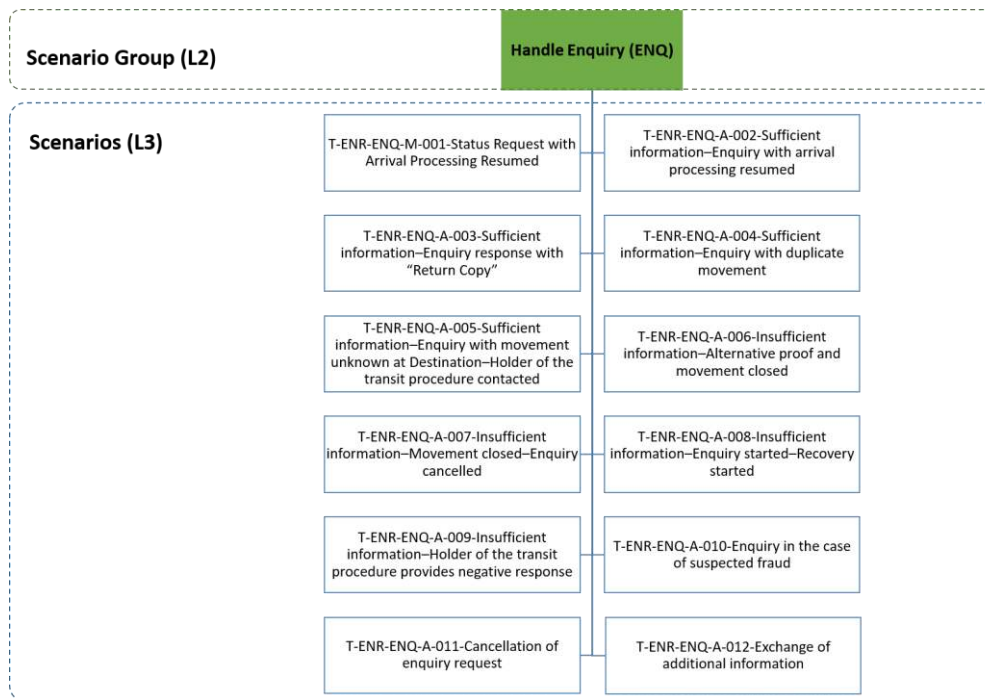 Scenario Group (L2)
Handle Enquiry (ENQ)
Scenarios (L3)
T-ENR-ENQ-M-001-Status Request with
Arrival Processing Resumed
T-ENR-ENQ-A-002-Sufficient
information–Enquiry with arrival
processing resumed
T-ENR-ENQ-A-003-Sufficient
information–Enquiry response with
“Return Copy”
T-ENR-ENQ-A-004-Sufficient
information–Enquiry with duplicate
movement
T-ENR-ENQ-A-005-Sufficient
information–Enquiry with movement
unknown at Destination–Holder of the
transit procedure contacted
T-ENR-ENQ-A-006-Insufficient
information–Alternative proof and
movement closed
T-ENR-ENQ-A-007-Insufficient
information–Movement closed–Enquiry
cancelled
T-ENR-ENQ-A-008-Insufficient
information–Enquiry started–Recovery
started
T-ENR-ENQ-A-009-Insufficient
information–Holder of the transit
procedure provides negative response
T-ENR-ENQ-A-010-Enquiry in the case
of suspected fraud
T-ENR-ENQ-A-011-Cancellation of
enquiry request
T-ENR-ENQ-A-012-Exchange of
additional information